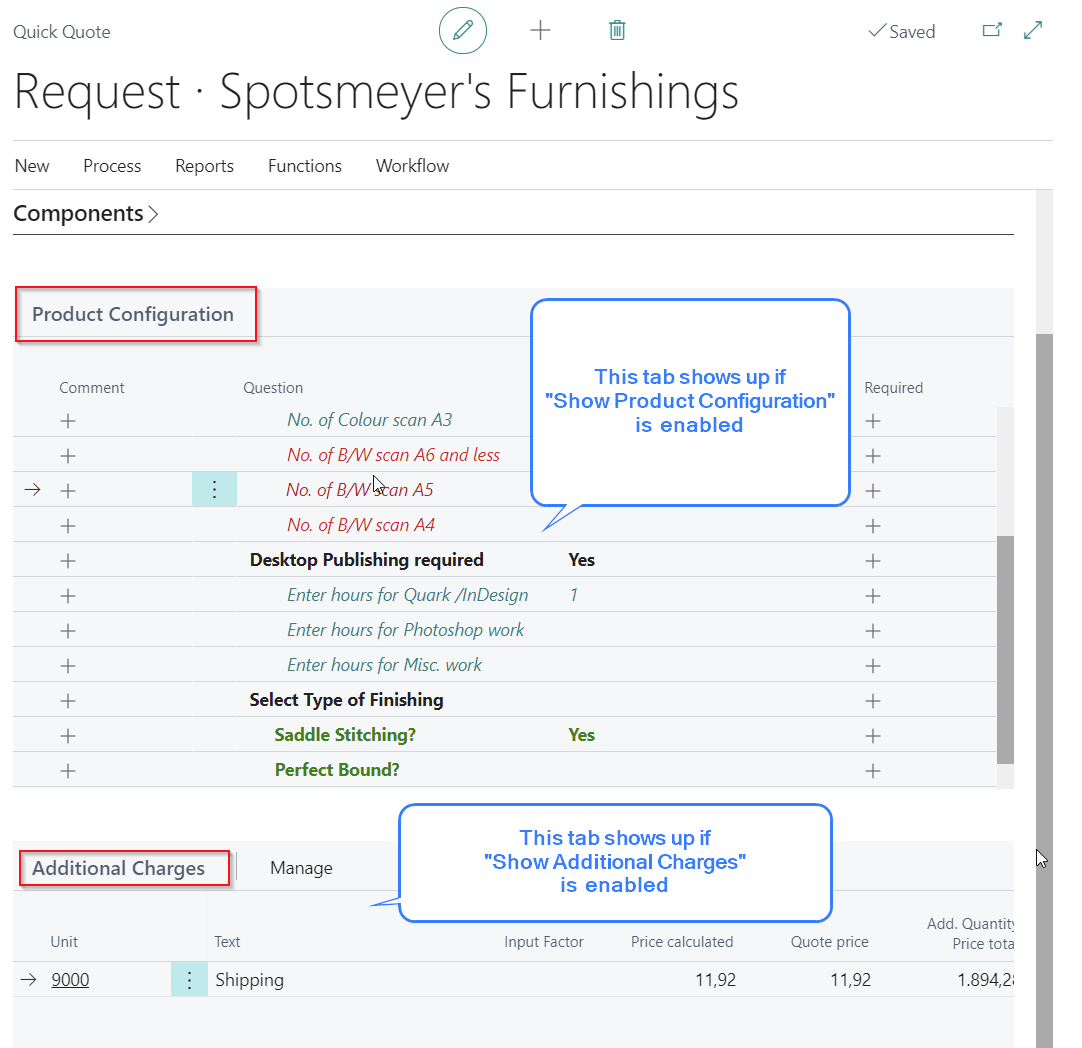 Quick Quote
Saved
Request · Spotsmeyer's Furnishings
New Process Reports Functions Workflow
Components
Product Configuration
This tab shows up if
"Show Product Configuration"
is enabled
Comment Question Required
No. of Colour scan A3
No. of B/W scan A6 and less
No. of B/W scan A5
No. of B/W scan A4
Desktop Publishing required Yes
Enter hours for Quark /InDesign 1
Enter hours for Photoshop work
Enter hours for Misc. work
Select Type of Finishing
Saddle Stitching? Yes
Perfect Bound?
This tab shows up if
"Show Additional Charges"
is enabled
Additional Charges Manage
Unit Text Input Factor Price calculated Quote price Add. Quantity
Price tota
9000 Shipping 11,92 11,92 1.894,28